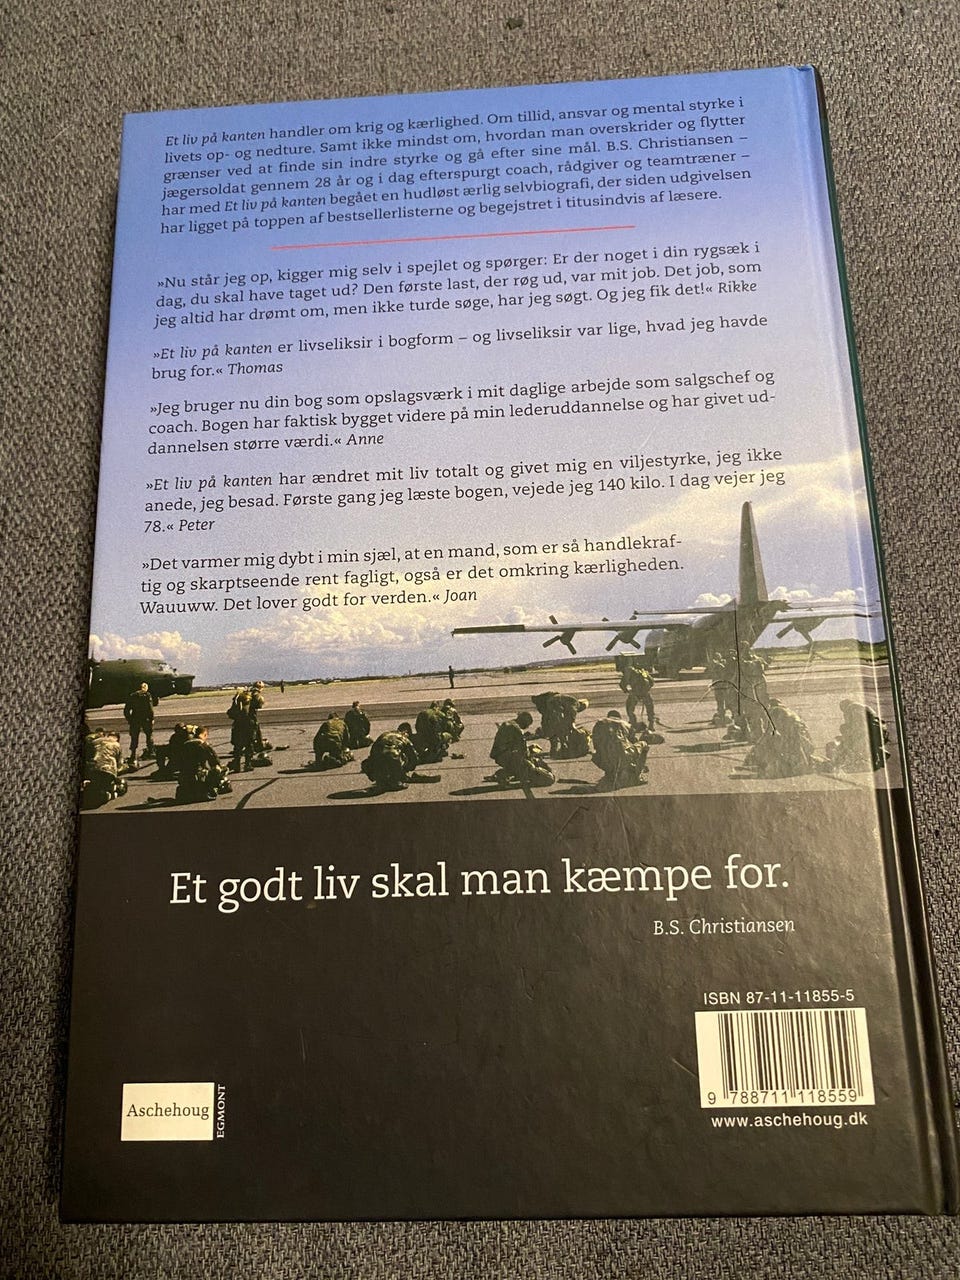 Et liv på kanten handler om krig og kærlighed. Om tillid, ansvar og mental styrke i
livets op- og nedture. Samt ikke mindst om, hvordan man overskrider og flytter
grænser ved at finde sin indre styrke og gå efter sine mål. B.S. Christiansen –
jægersoldat gennem 28 år og i dag efterspurgt coach, rådgiver og teamtræner –
har med Et liv på kanten begået en hudløst ærlig selvbiografi, der siden udgivelsen
har ligget på toppen af bestsellerlisterne og begejstret i titusindvis af læsere.
»Nu står jeg op, kigger mig selv i spejlet og spørger: Er der noget i din rygsæk i
dag, du skal have taget ud? Den første last, der røg ud, var mit job. Det job, som
jeg altid har drømt om, men ikke turde søge, har jeg søgt. Og jeg fik det!« Rikke
»Et liv på kanten er livseliksir i bogform – og livseliksir var lige, hvad jeg havde
brug for.« Thomas
»Jeg bruger nu din bog som opslagsværk i mit daglige arbejde som salgschef og
coach. Bogen har faktisk bygget videre på min lederuddannelse og har givet ud-
dannelsen større værdi.« Anne
»Et liv på kanten har ændret mit liv totalt og givet mig en viljestyrke, jeg ikke
anede, jeg besad. Første gang jeg læste bogen, vejede jeg 140 kilo. I dag vejer jeg
78.« Peter
»Det varmer mig dybt i min sjæl, at en mand, som er så handlekraf-
tig og skarptseende rent fagligt, også er det omkring kærligheden.
Wauuww. Det lover godt for verden.« Joan
Et godt liv skal man kæmpe for.
B.S. Christiansen
ISBN 87-11-11855-5
9 788711 118559
www.aschehoug.dk
Aschehoug
EGMONT